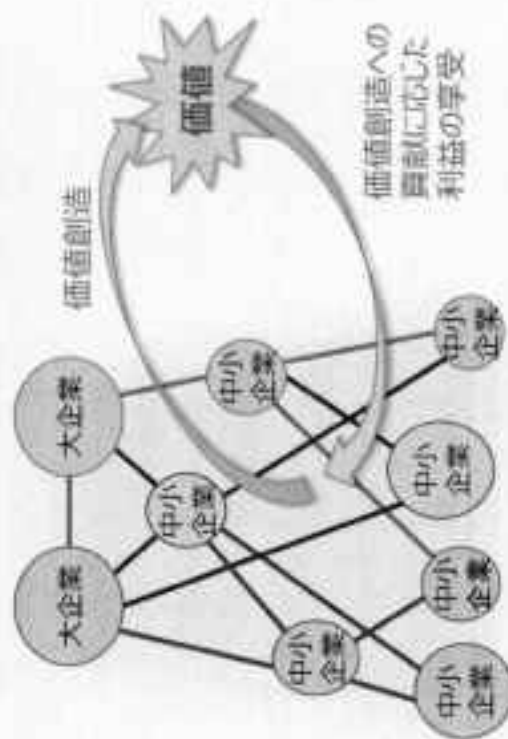 大企業
大企業
中小
企業
中小
企業
中小
企業
中小
企業
中小
企業
中小
企業
中小
企業
価値創造
価値
価値創造への
貢献に応じた
利益の享受